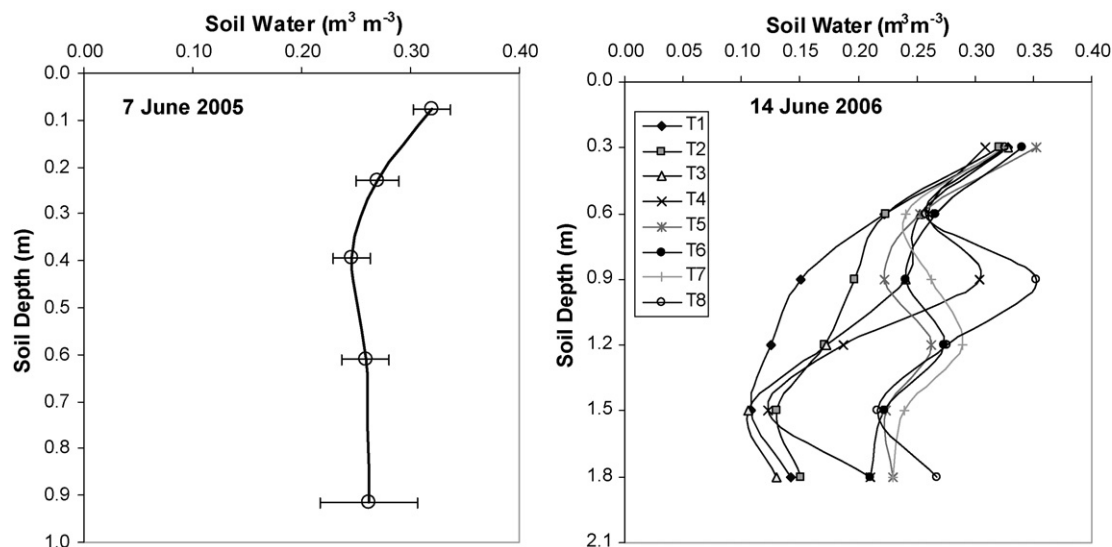 Soil Water (m³ m⁻³)
0.00 0.10 0.20 0.30 0.40
0.0
0.1
0.2
0.3
0.4
0.5
0.6
0.7
0.8
0.9
1.0
Soil Depth (m)
7 June 2005
Soil Water (m³m⁻³)
0.00 0.05 0.10 0.15 0.20 0.25 0.30 0.35 0.40
0.0
0.3
0.6
0.9
1.2
1.5
1.8
2.1
Soil Depth (m)
14 June 2006
T1
T2
T3
T4
T5
T6
T7
T8